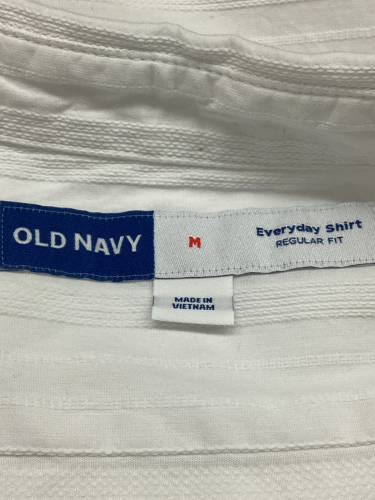 OLD NAVY
M
Everyday Shirt
REGULAR FIT
MADE IN
VIETNAM